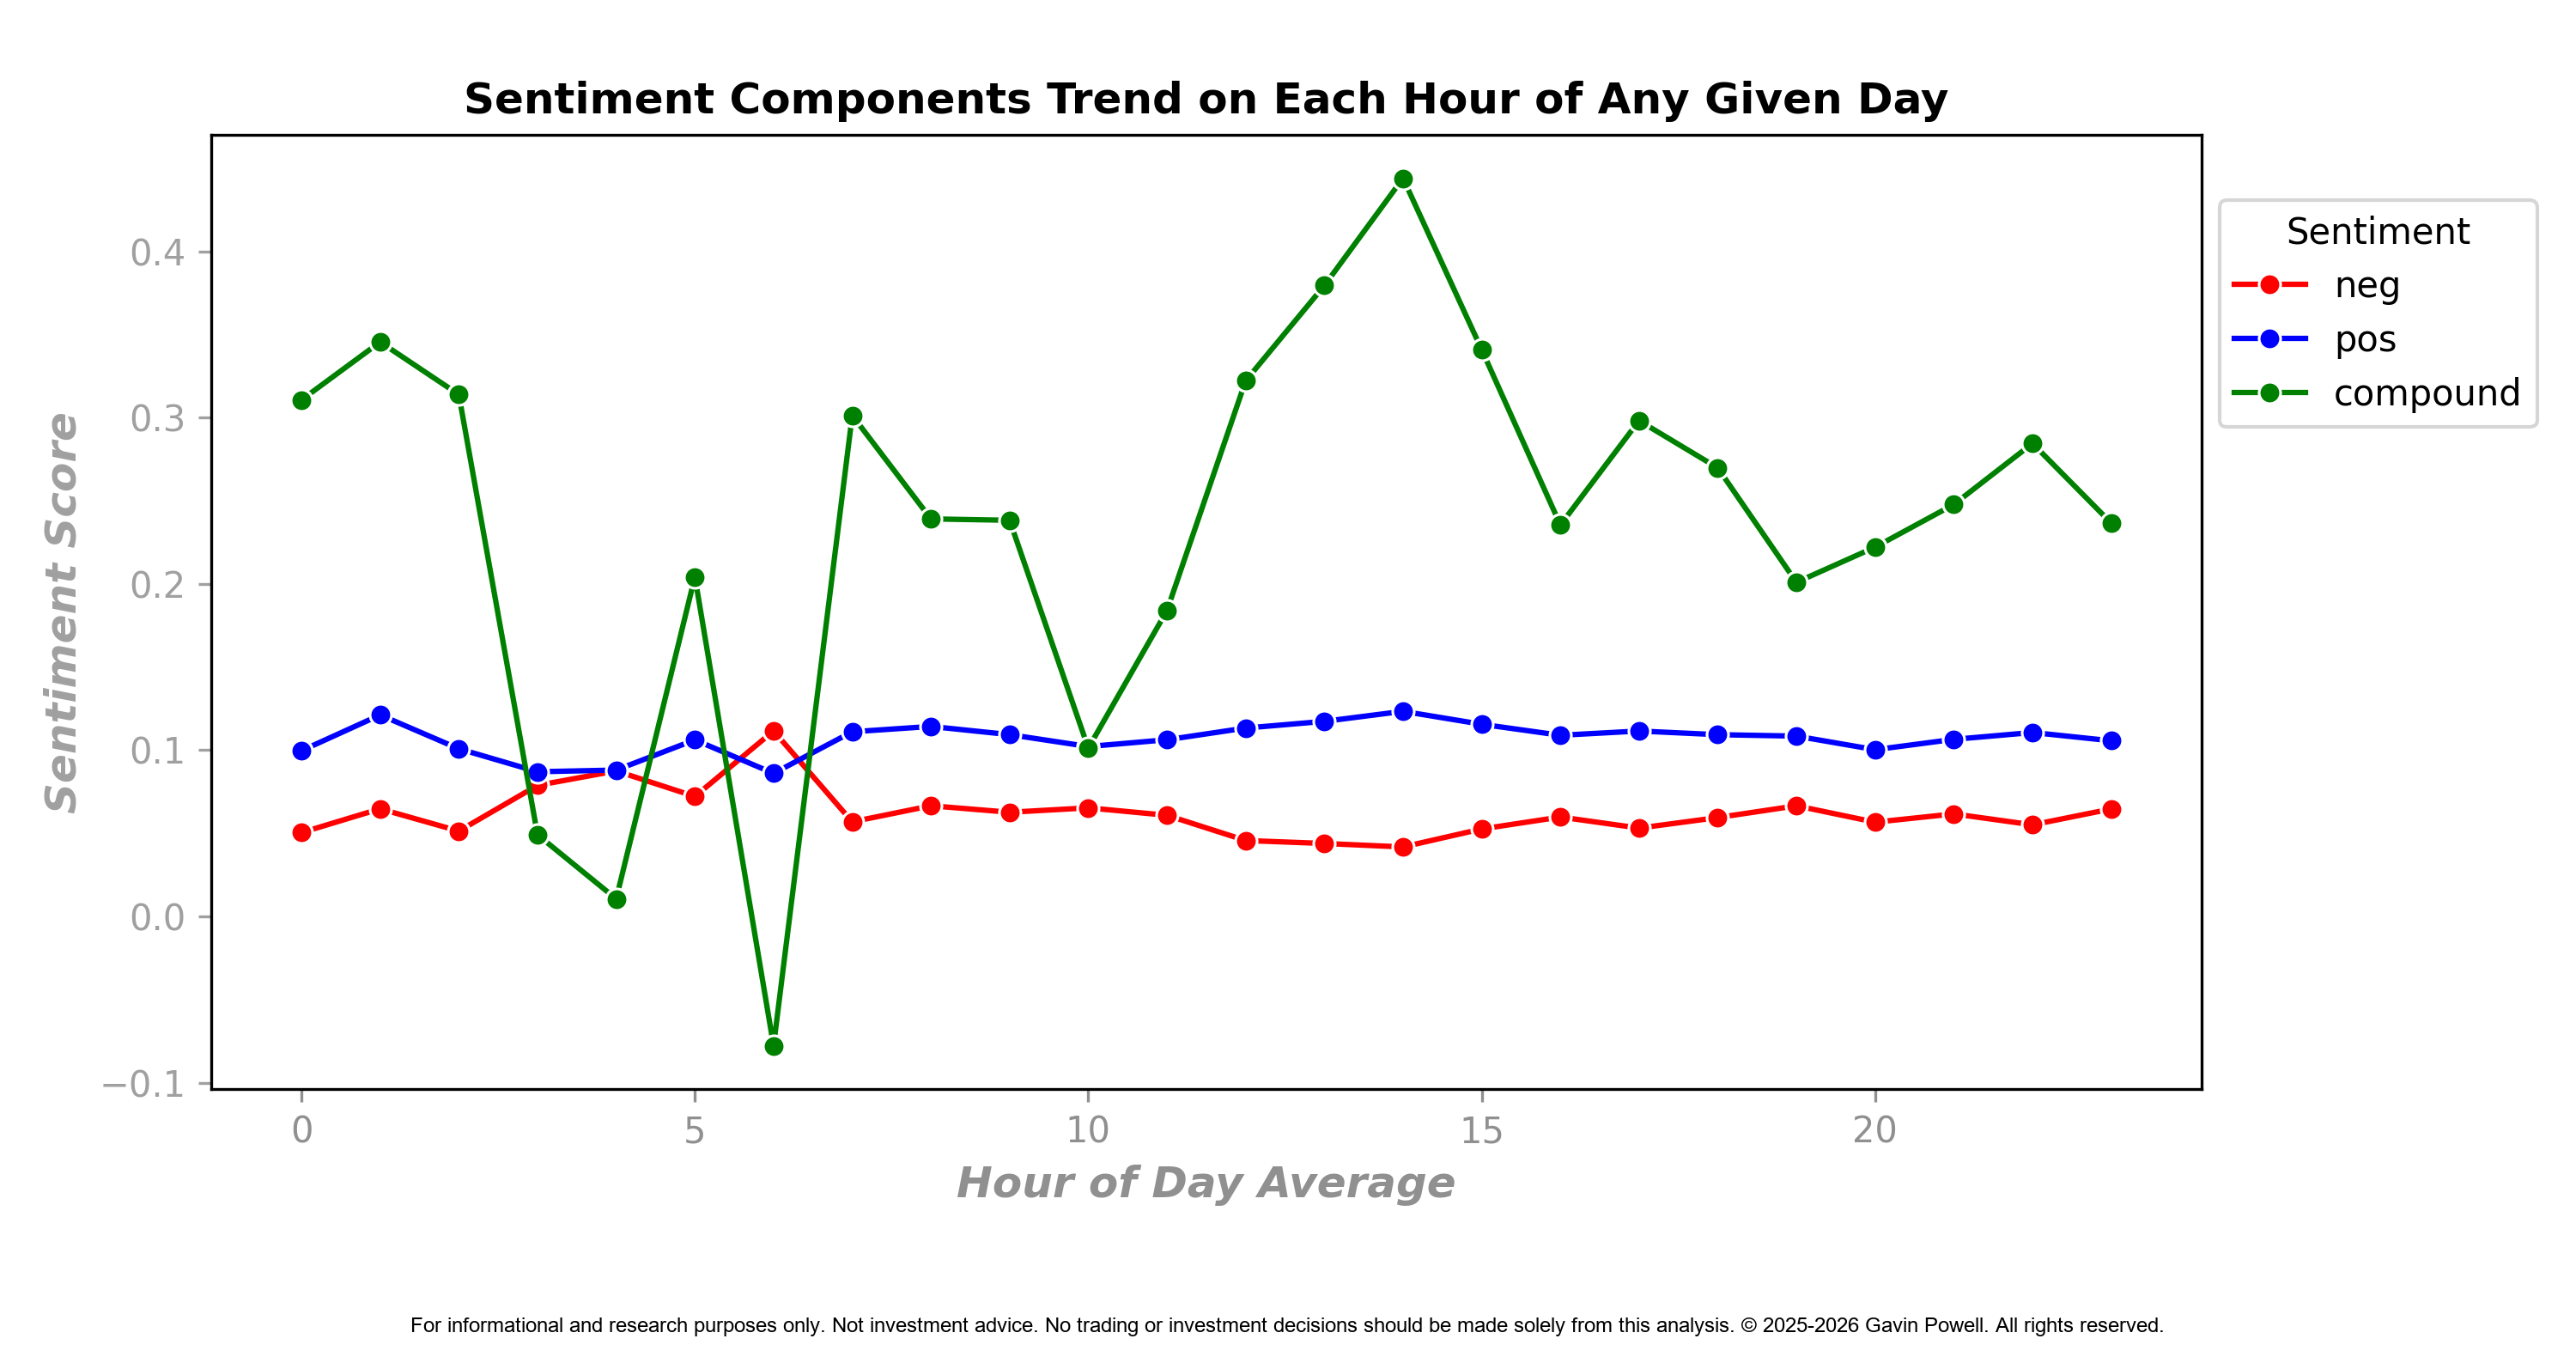 Sentiment Components Trend on Each Hour of Any Given Day
Sentiment Score
0.4
0.3
0.2
0.1
0.0
−0.1
0
5
10
15
20
Hour of Day Average
Sentiment
neg
pos
compound
For informational and research purposes only. Not investment advice. No trading or investment decisions should be made solely from this analysis. © 2025-2026 Gavin Powell. All rights reserved.